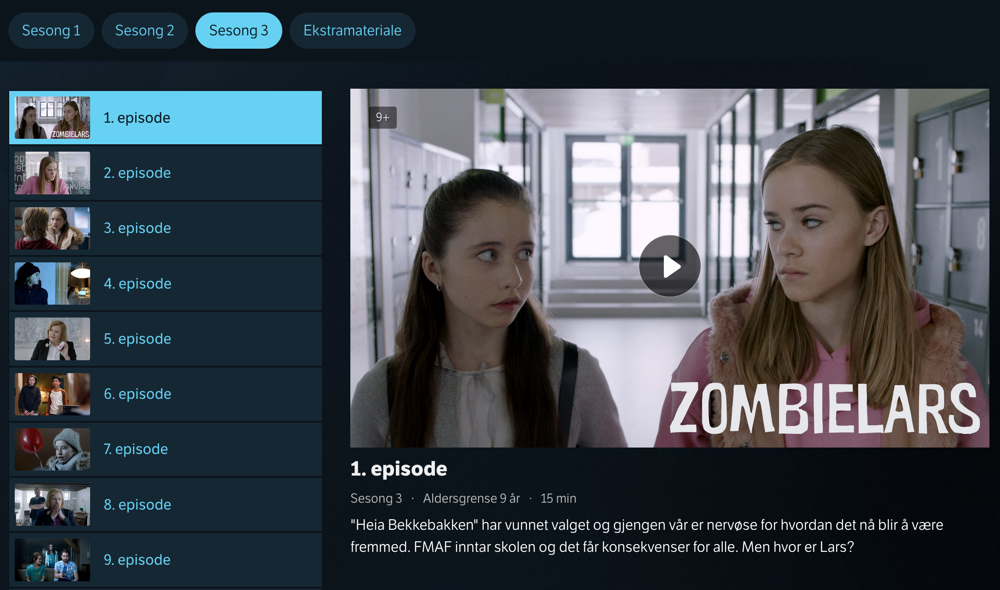 Sesong 1
Sesong 2
Sesong 3
Ekstramateriale
1. episode
ZOMBIELARS
2. episode
3. episode
4. episode
5. episode
6. episode
7. episode
8. episode
9. episode
9+
1
8
14
ZOMBIELARS
1. episode
Sesong 3 · Aldersgrense 9 år · 15 min
"Heia Bekkebakken" har vunnet valget og gjengen vår er nervøse for hvordan det nå blir å være
fremmed. FMAF inntar skolen og det får konsekvenser for alle. Men hvor er Lars?